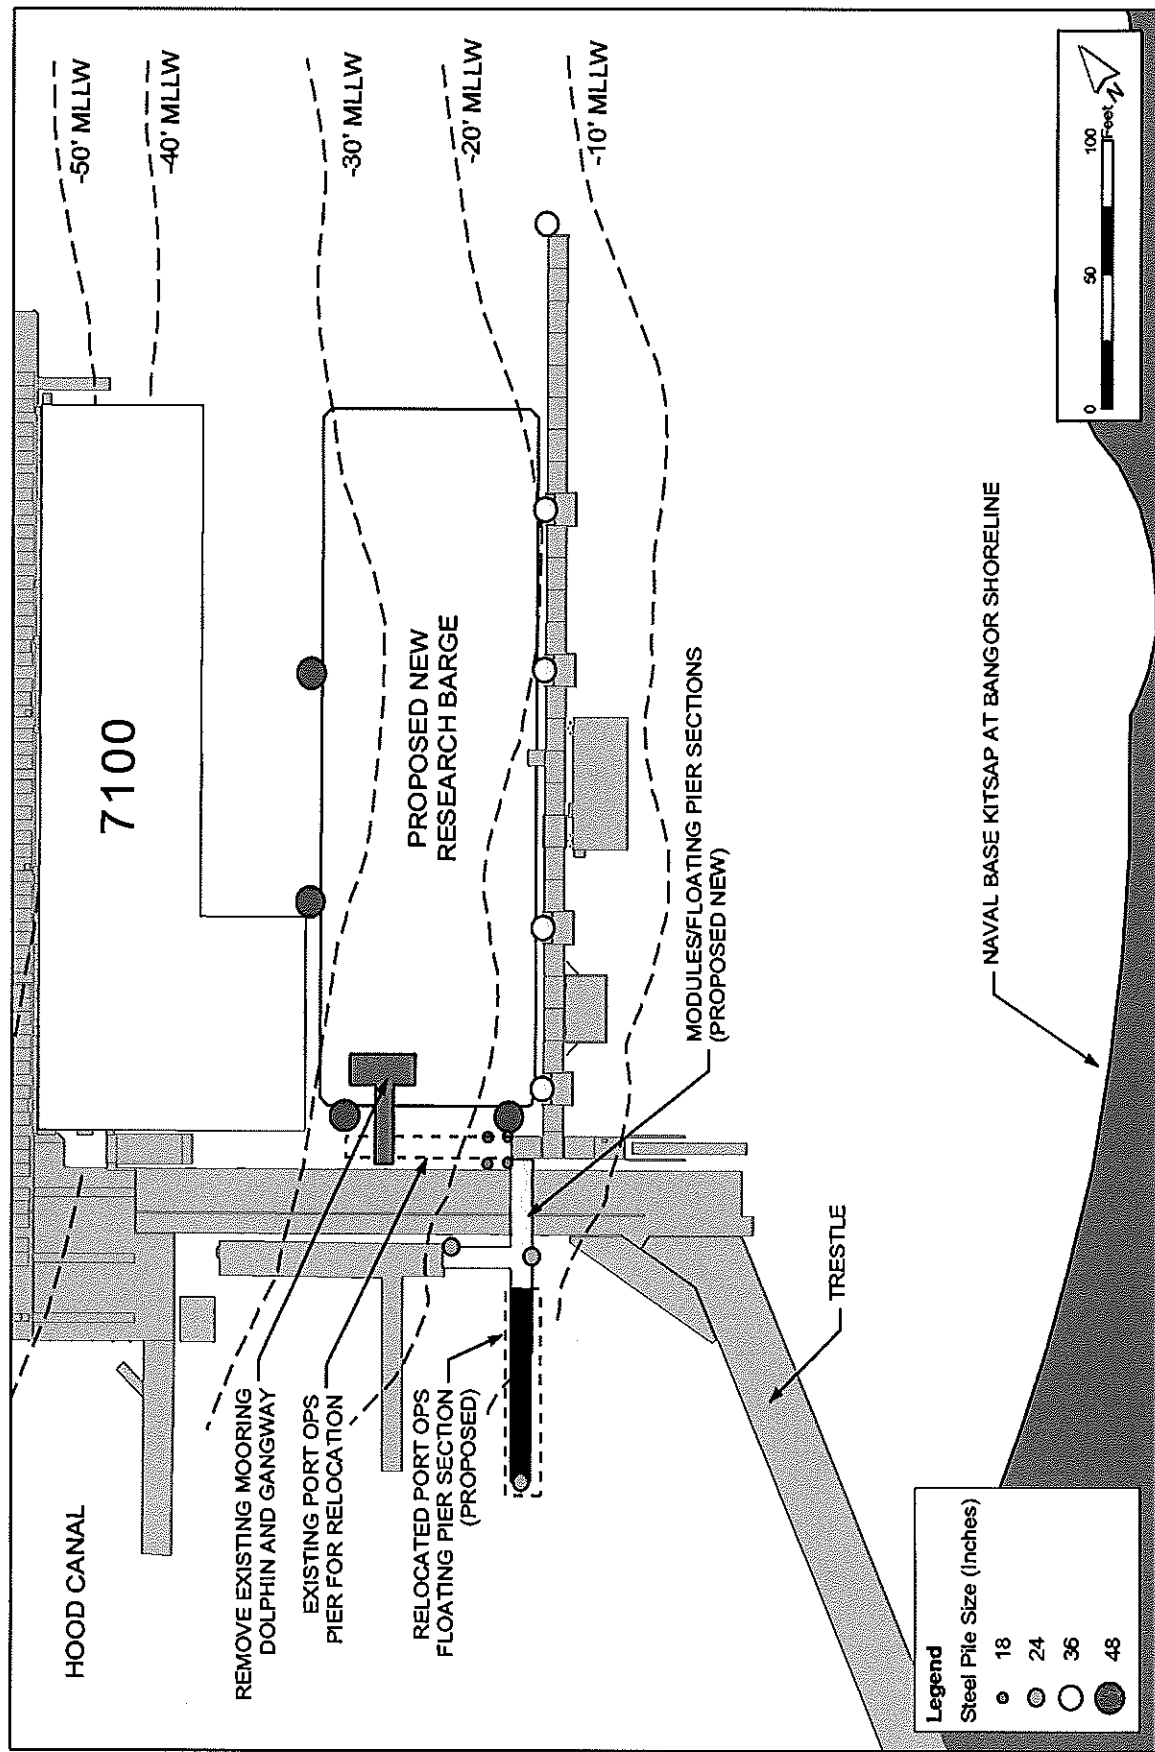 HOOD CANAL
-50' MLLW
-40' MLLW
-30' MLLW
-20' MLLW
-10' MLLW
7100
PROPOSED NEW
RESEARCH BARGE
REMOVE EXISTING MOORING
DOLPHIN AND GANGWAY
EXISTING PORT OPS
PIER FOR RELOCATION
RELOCATED PORT OPS
FLOATING PIER SECTION
(PROPOSED)
MODULES/FLOATING PIER SECTIONS
(PROPOSED NEW)
TRESTLE
NAVAL BASE KITSAP AT BANGOR SHORELINE
Legend
Steel Pile Size (Inches)
18
24
36
48
0 50 100
Feet
N